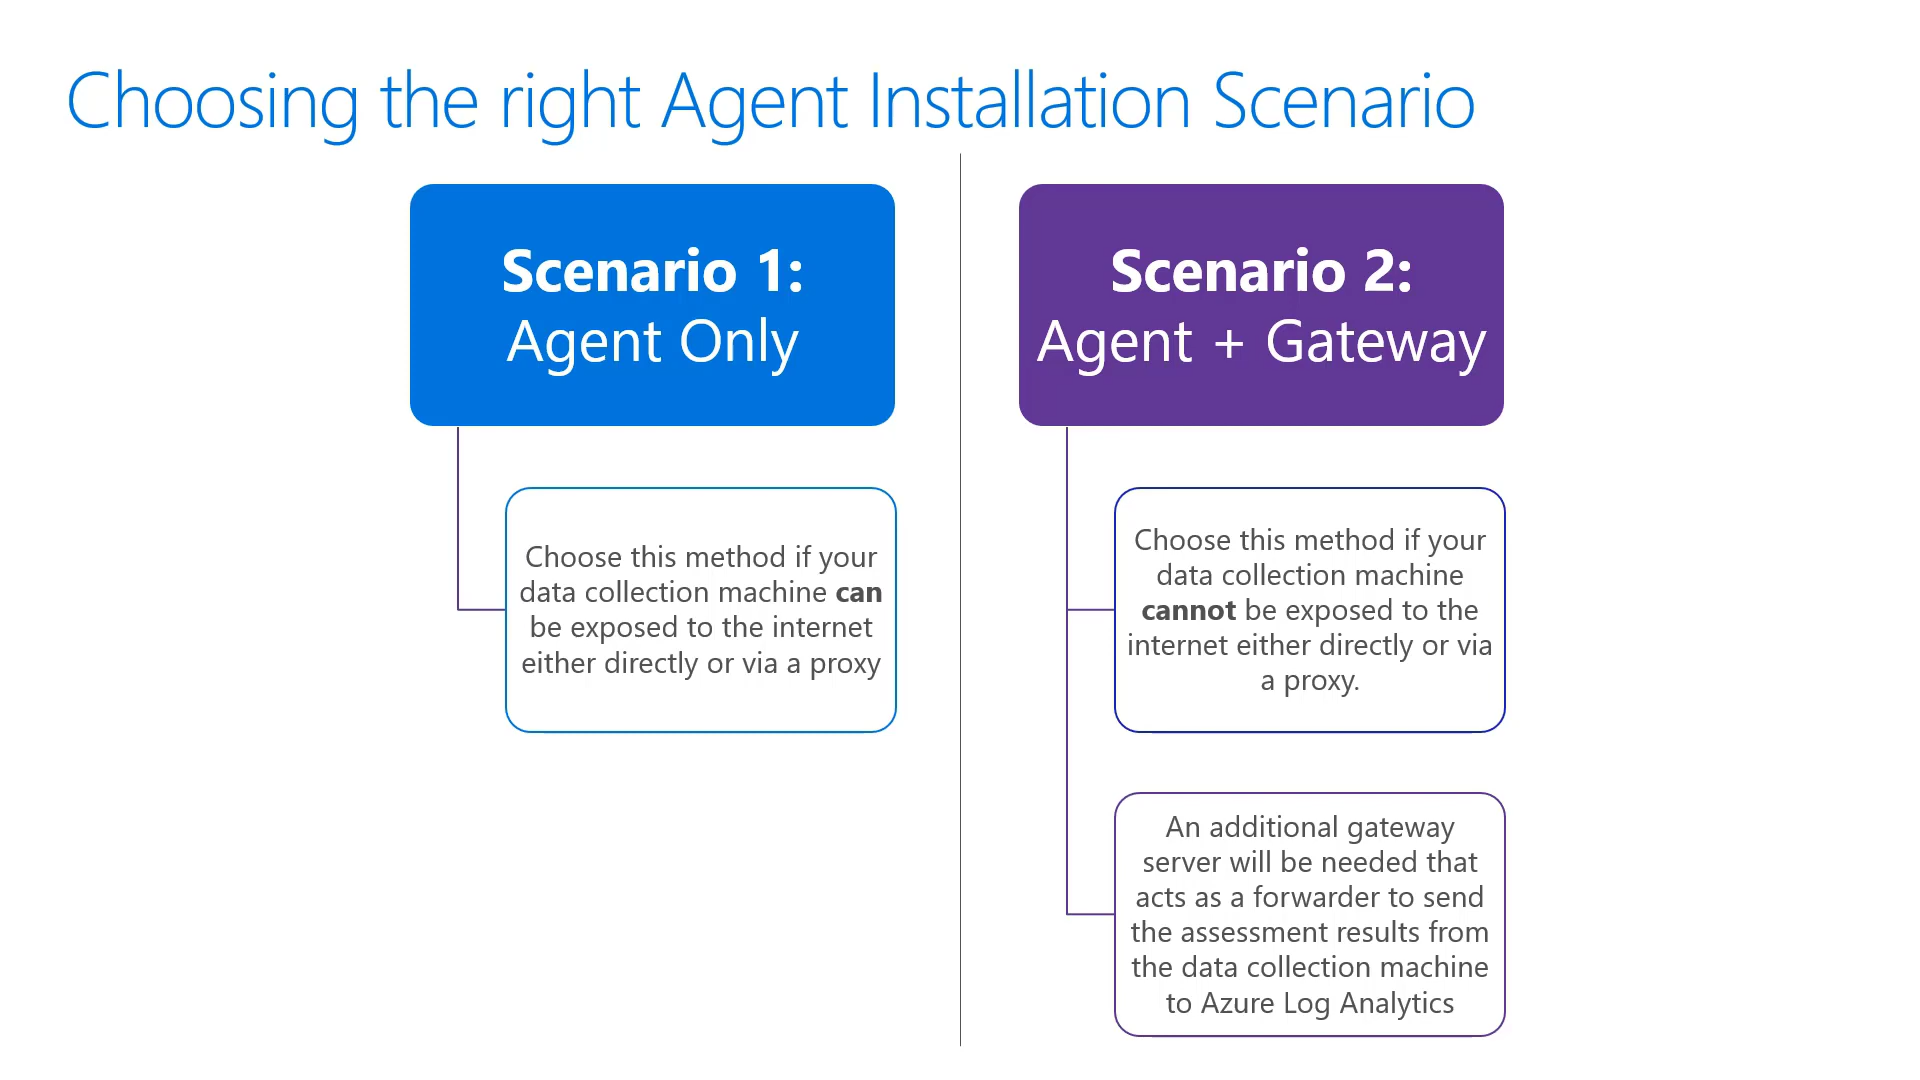 Choosing the right Agent Installation Scenario
Scenario 1:
Agent Only
Choose this method if your
data collection machine can
be exposed to the internet
either directly or via a proxy
Scenario 2:
Agent + Gateway
Choose this method if your
data collection machine
cannot be exposed to the
internet either directly or via
a proxy.
An additional gateway
server will be needed that
acts as a forwarder to send
the assessment results from
the data collection machine
to Azure Log Analytics